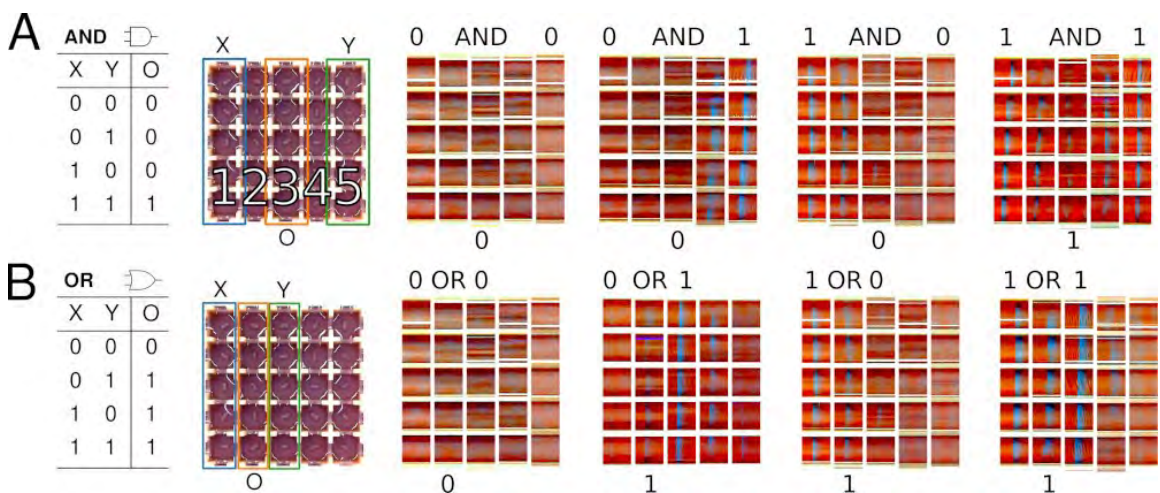 A
AND
X Y O
0 0 0
0 1 0
1 0 0
1 1 1
X Y
12345
O
0 AND 0
0
0 AND 1
0
1 AND 0
0
1 AND 1
1
B
OR
X Y O
0 0 0
0 1 1
1 0 1
1 1 1
X Y
O
0 OR 0
0
0 OR 1
1
1 OR 0
1
1 OR 1
1